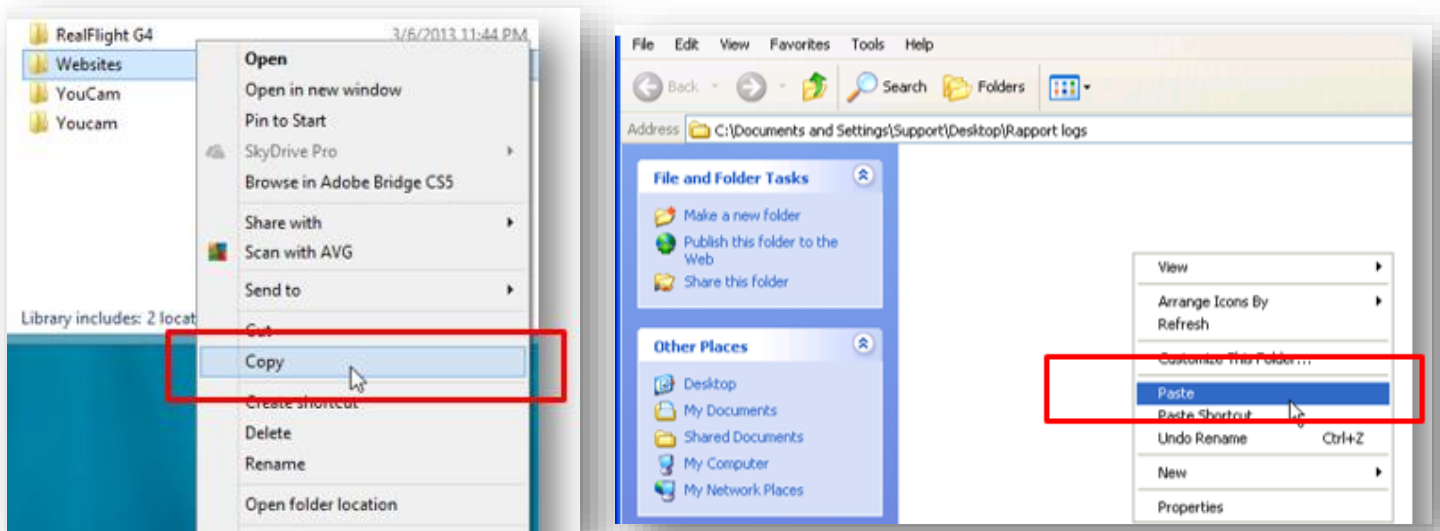 RealFlight G4 3/6/2013 11:44 PM
Websites
YouCam
Youcam
Library includes: 2 locat
Open
Open in new window
Pin to Start
SkyDrive Pro
Browse in Adobe Bridge CS5
Share with
Scan with AVG
Send to
Cut
Copy
Create shortcut
Delete
Rename
Open folder location
File Edit View Favorites Tools Help
Back Search Folders
Address C:\Documents and Settings\Support\Desktop\Rapport logs
File and Folder Tasks
Make a new folder
Publish this folder to the
Web
Share this folder
Other Places
Desktop
My Documents
Shared Documents
My Computer
My Network Places
View
Arrange Icons By
Refresh
Customize This Folder...
Paste
Paste Shortcut
Undo Rename Ctrl+Z
New
Properties